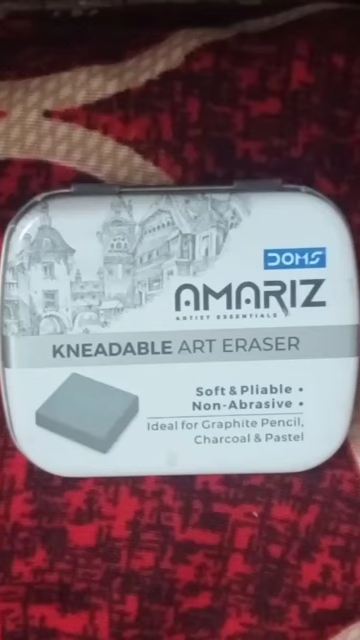 DOMS
AMARIZ
ARTIST ESSENTIALS
KNEADABLE ART ERASER
Soft & Pliable •
Non-Abrasive •
Ideal for Graphite Pencil,
Charcoal & Pastel